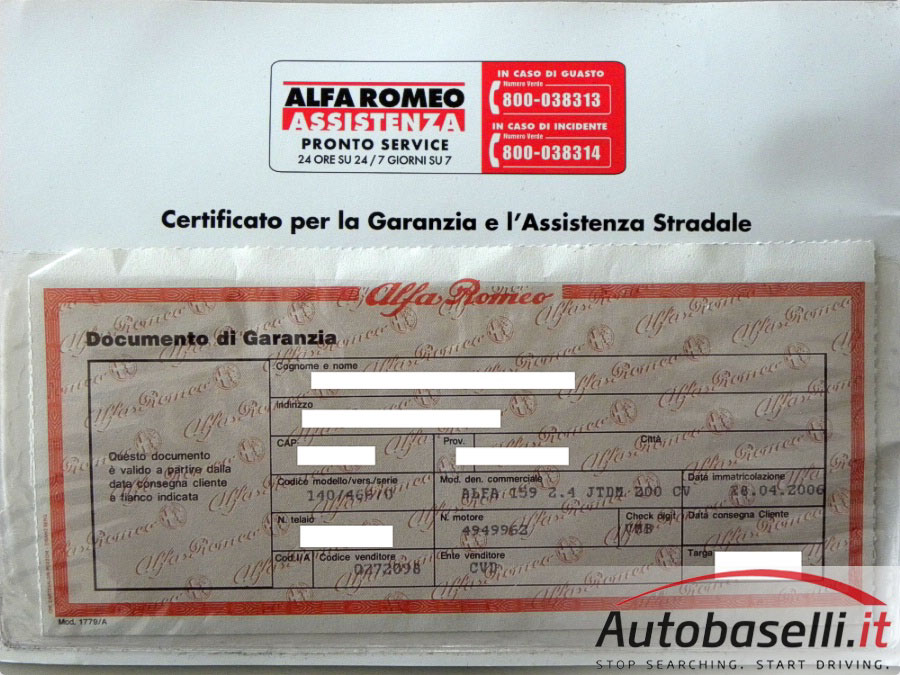 ALFA ROMEO
ASSISTENZA
PRONTO SERVICE
24 ORE SU 24 / 7 GIORNI SU 7
IN CASO DI GUASTO
Numero Verde
800-038313
IN CASO DI INCIDENTE
Numero Verde
800-038314
Certificato per la Garanzia e l'Assistenza Stradale
Alfa Romeo
Documento di Garanzia
Cognome e nome
Indirizzo
CAP
Prov.
Città
Questo documento
è valido a partire dalla
data consegna cliente
a fianco indicata
Codice modello/vers./serie
Mod. den. commerciale
Data immatricolazione
140/468/0
ALFA 159 2.4 JTDM 200 CV
28.04.2006
N. telaio
N. motore
Check digit
Data consegna Cliente
4949962
Cod.I/A
Codice venditore
Ente venditore
Targa
0272098
CVD
Mod. 1779/A
Autobaselli.it
STOP SEARCHING. START DRIVING.